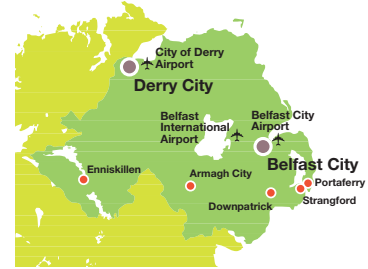 City of Derry
Airport
Derry City
Belfast
International
Airport
Belfast City
Airport
Belfast City
Enniskillen
Armagh City
Portaferry
Strangford
Downpatrick